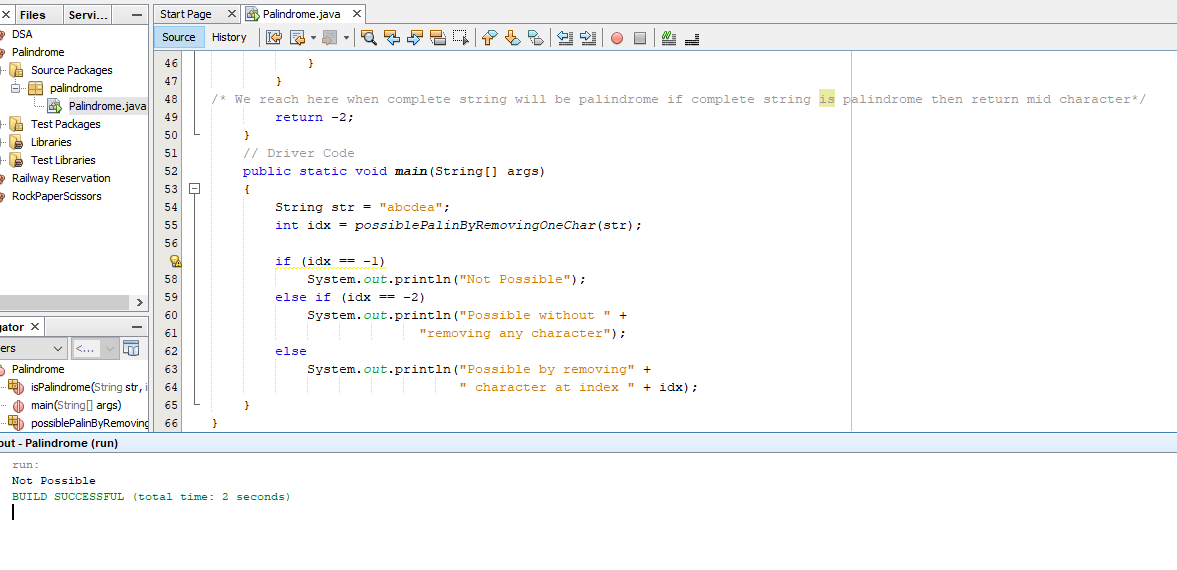 Files Servi...
DSA
Palindrome
Source Packages
palindrome
Palindrome.java
Test Packages
Libraries
Test Libraries
Railway Reservation
RockPaperScissors
ers <...
Palindrome
isPalindrome(String str, i
main(String[] args)
possiblePalinByRemoving
Start Page Palindrome.java
Source History
46 }
47 }
48 /* We reach here when complete string will be palindrome if complete string is palindrome then return mid character*/
49 return -2;
50 }
51 // Driver Code
52 public static void main(String[] args)
53 {
54 String str = "abcdea";
55 int idx = possiblePalinByRemovingOneChar(str);
56
if (idx == -1)
58 System.out.println("Not Possible");
59 else if (idx == -2)
60 System.out.println("Possible without " +
61 "removing any character");
62 else
63 System.out.println("Possible by removing" +
64 " character at index " + idx);
65 }
66 }
out - Palindrome (run)
run:
Not Possible
BUILD SUCCESSFUL (total time: 2 seconds)